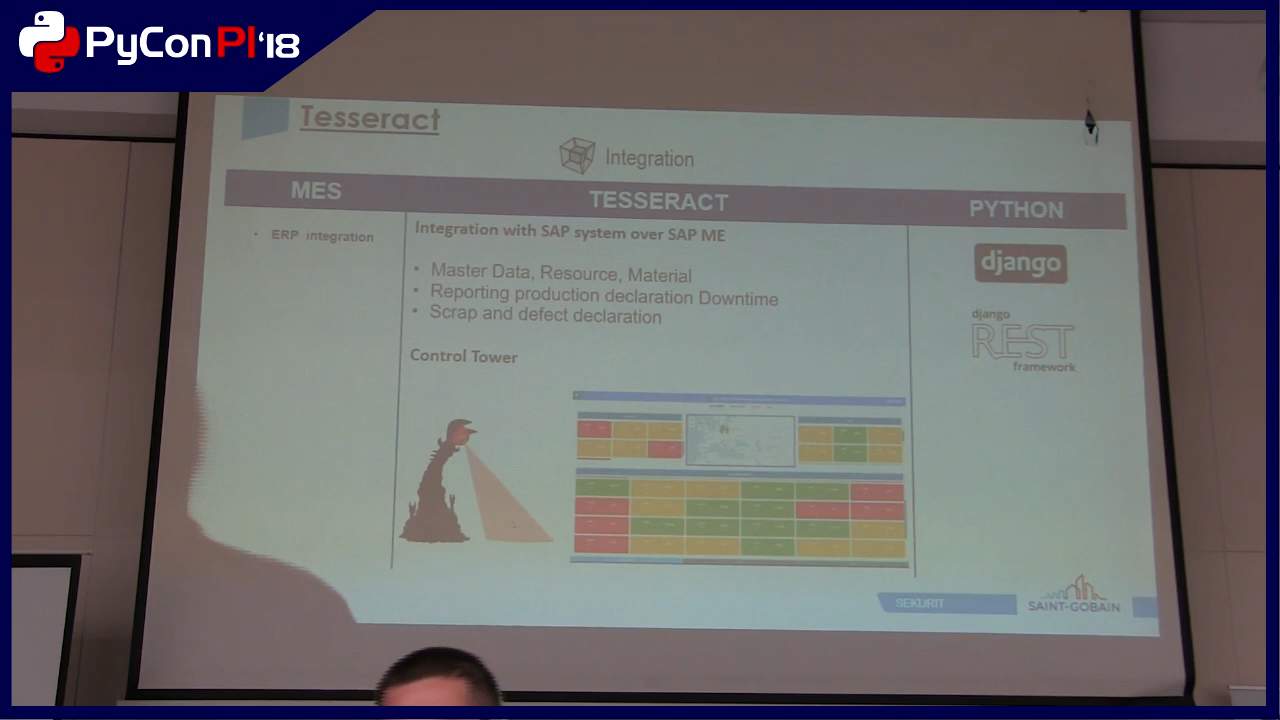 PyConPl‘18
Tesseract
Integration
MES
TESSERACT
PYTHON
• ERP integration
Integration with SAP system over SAP ME
• Master Data, Resource, Material
• Reporting production declaration Downtime
• Scrap and defect declaration
Control Tower
django
django
REST
framework
SEKURIT
SAINT-GOBAIN